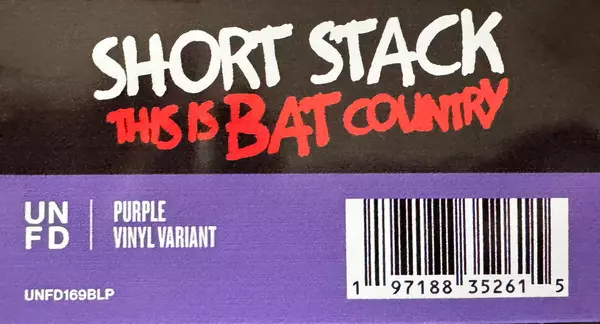 SHORT STACK
THIS IS BAT COUNTRY
UN
FD
PURPLE
VINYL VARIANT
UNFD169BLP
1 97188 35261 5